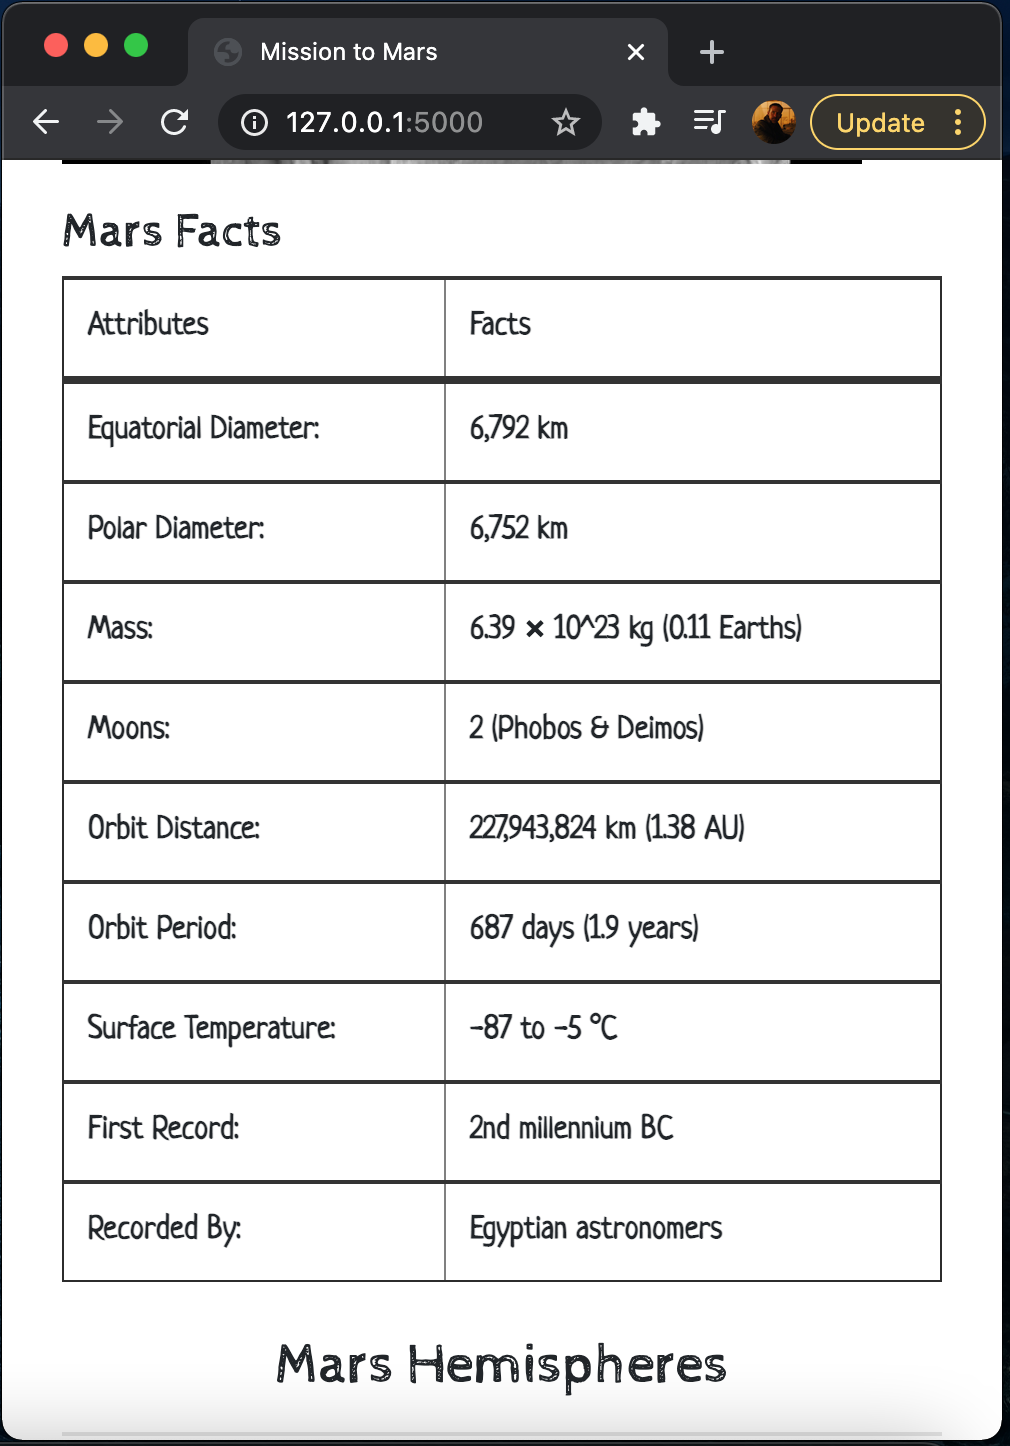 Mission to Mars
127.0.0.1:5000
Update
Mars Facts
Attributes Facts
Equatorial Diameter: 6,792 km
Polar Diameter: 6,752 km
Mass: 6.39 × 10^23 kg (0.11 Earths)
Moons: 2 (Phobos & Deimos)
Orbit Distance: 227,943,824 km (1.38 AU)
Orbit Period: 687 days (1.9 years)
Surface Temperature: -87 to -5 °C
First Record: 2nd millennium BC
Recorded By: Egyptian astronomers
Mars Hemispheres